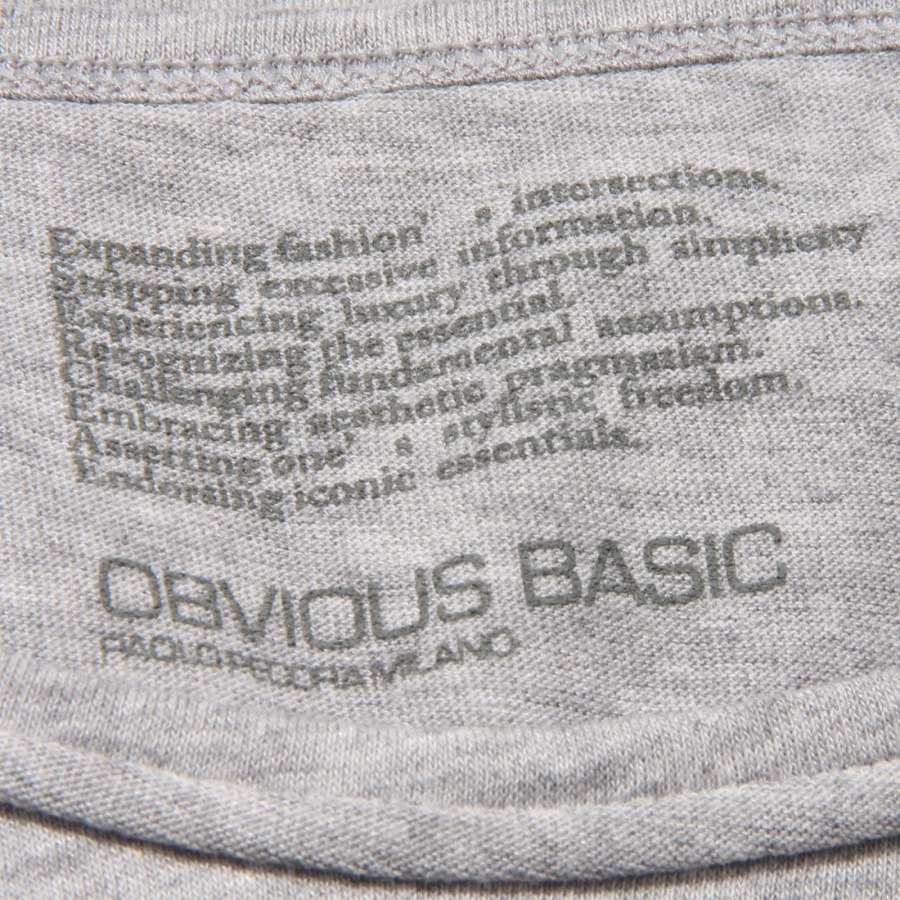 Expanding fashion' s intersections.
Stripping excessive information.
Experiencing luxury through simplicity
Recognizing the essential.
Challenging fundamental assumptions.
Embracing aesthetic pragmatism.
Asserting one' s stylistic freedom.
Endorsing iconic essentials.
OBVIOUS BASIC
PAOLO PECORA MILANO